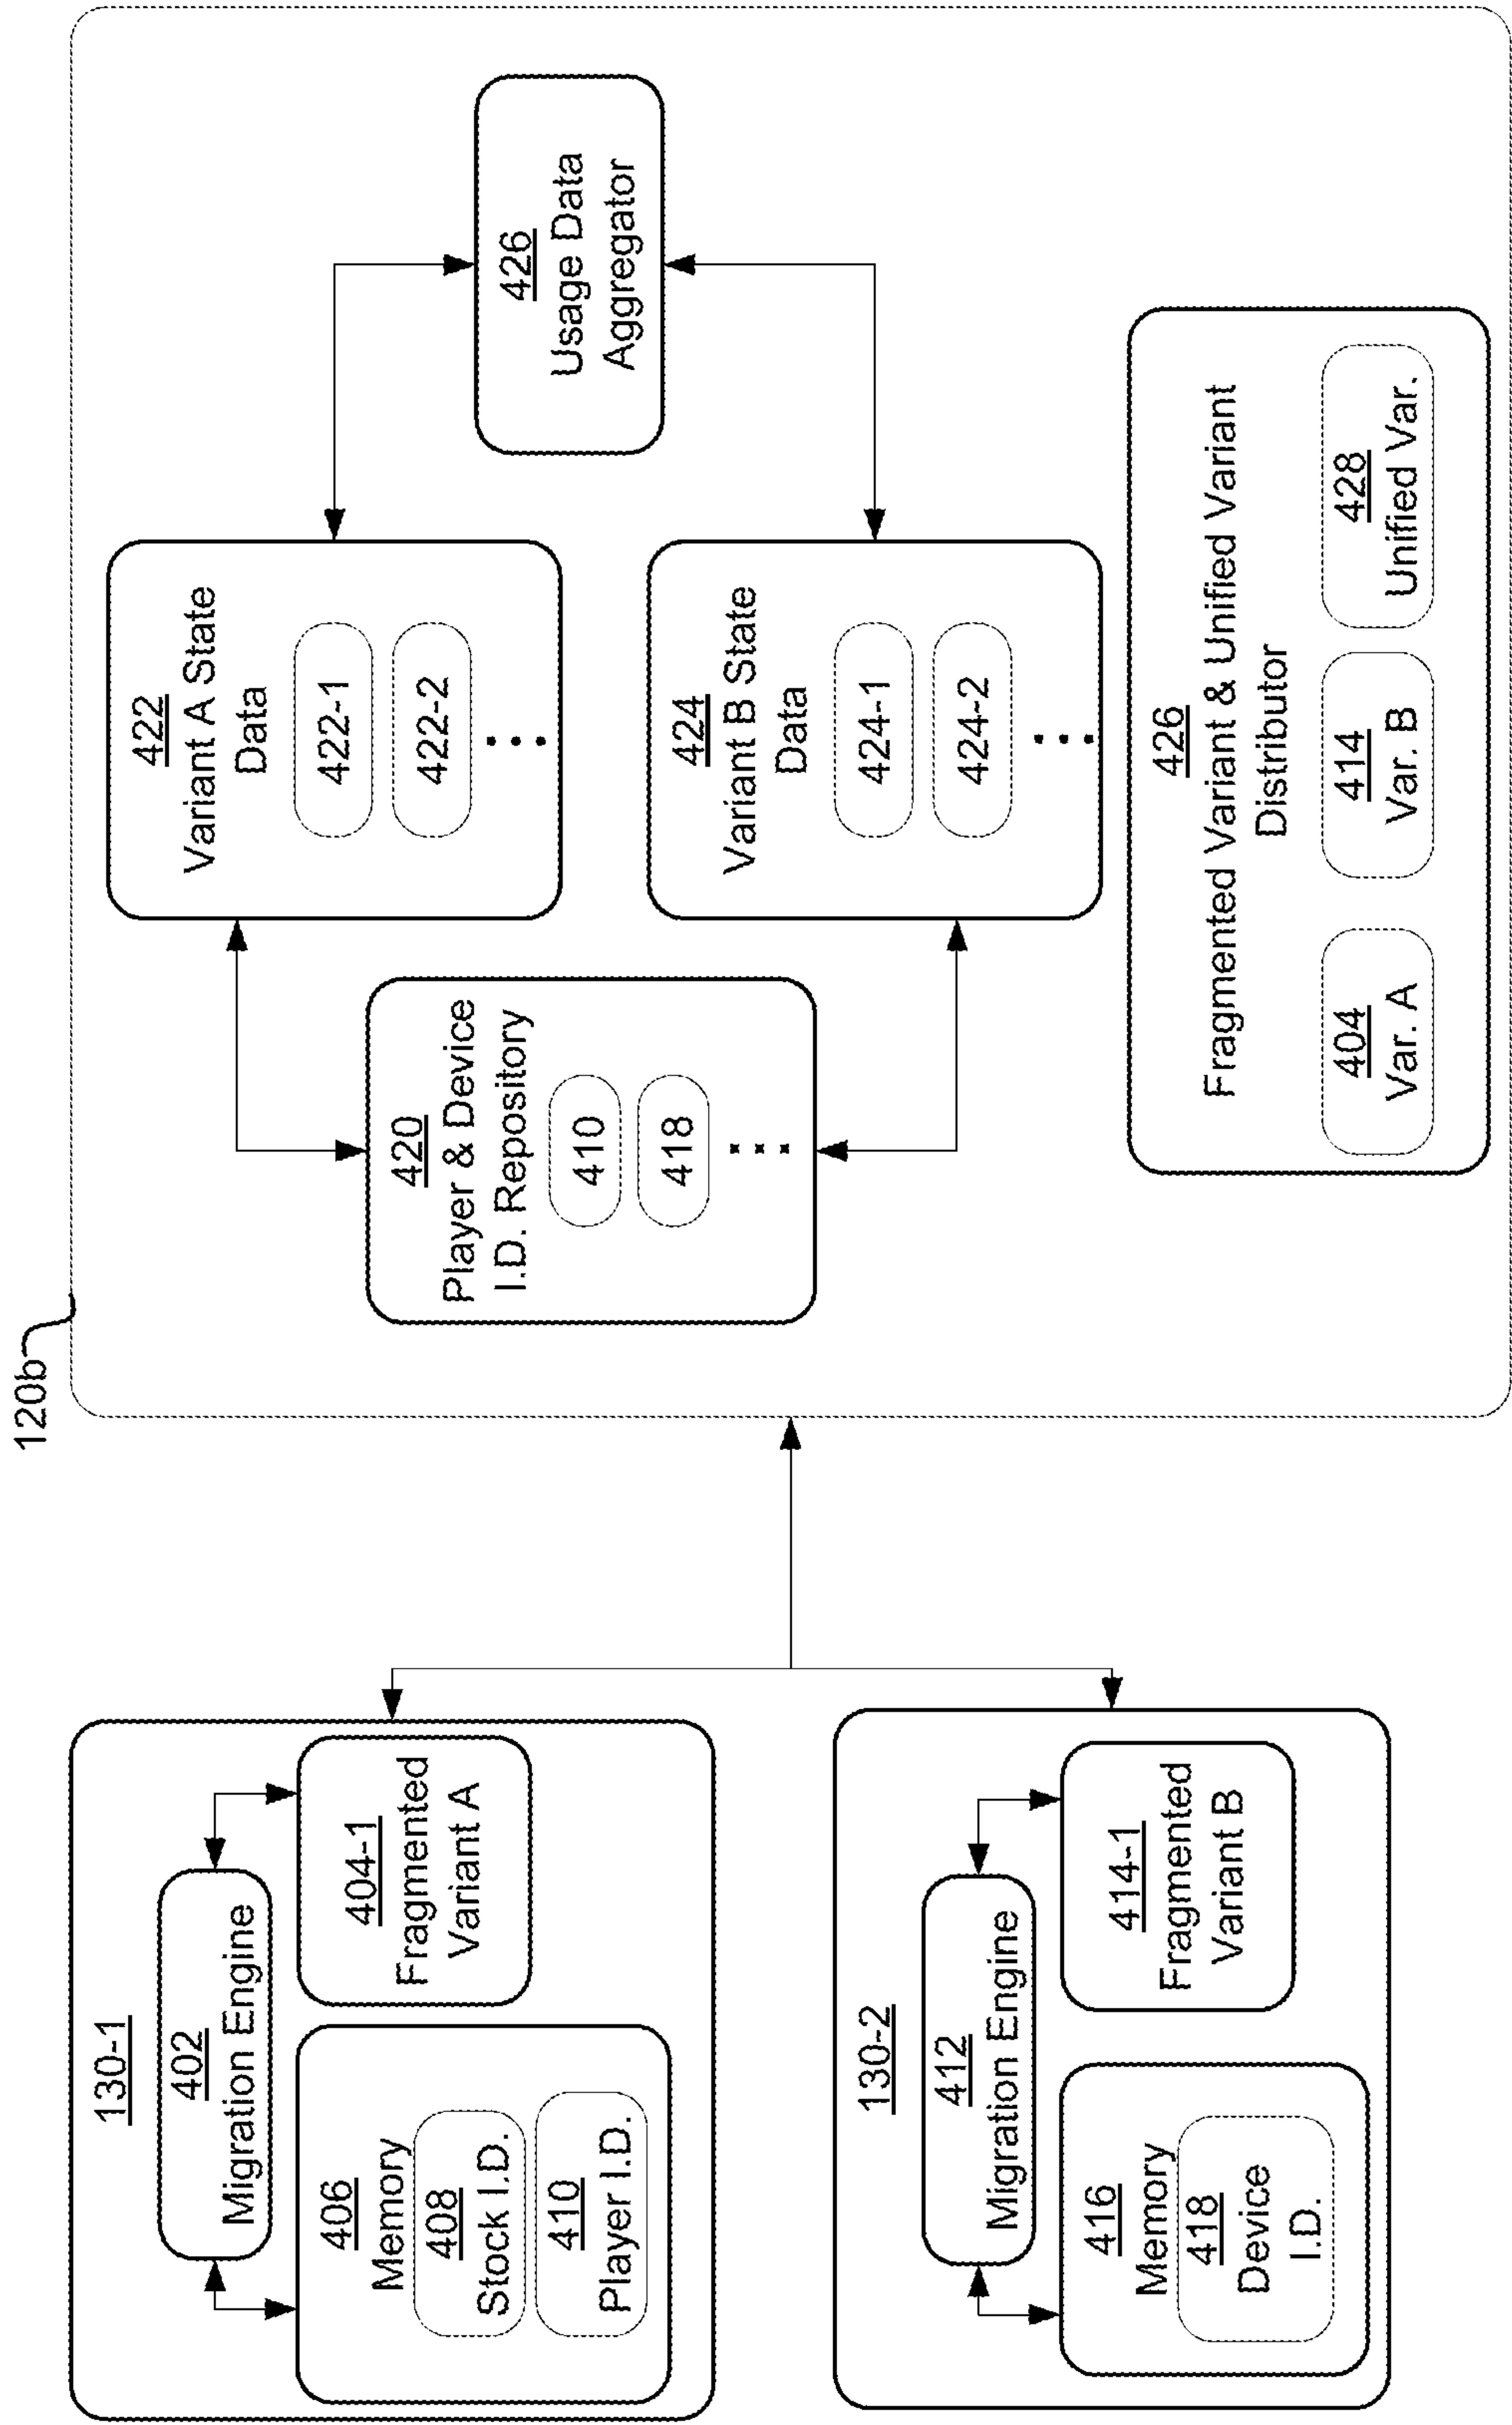 120b
130-1
402
Migration Engine
406
Memory
408
Stock I.D.
410
Player I.D.
404-1
Fragmented
Variant A
130-2
412
Migration Engine
416
Memory
418
Device
I.D.
414-1
Fragmented
Variant B
420
Player & Device
I.D. Repository
410
418
422
Variant A State
Data
422-1
422-2
424
Variant B State
Data
424-1
424-2
426
Usage Data
Aggregator
426
Fragmented Variant & Unified Variant
Distributor
404
Var. A
414
Var. B
428
Unified Var.